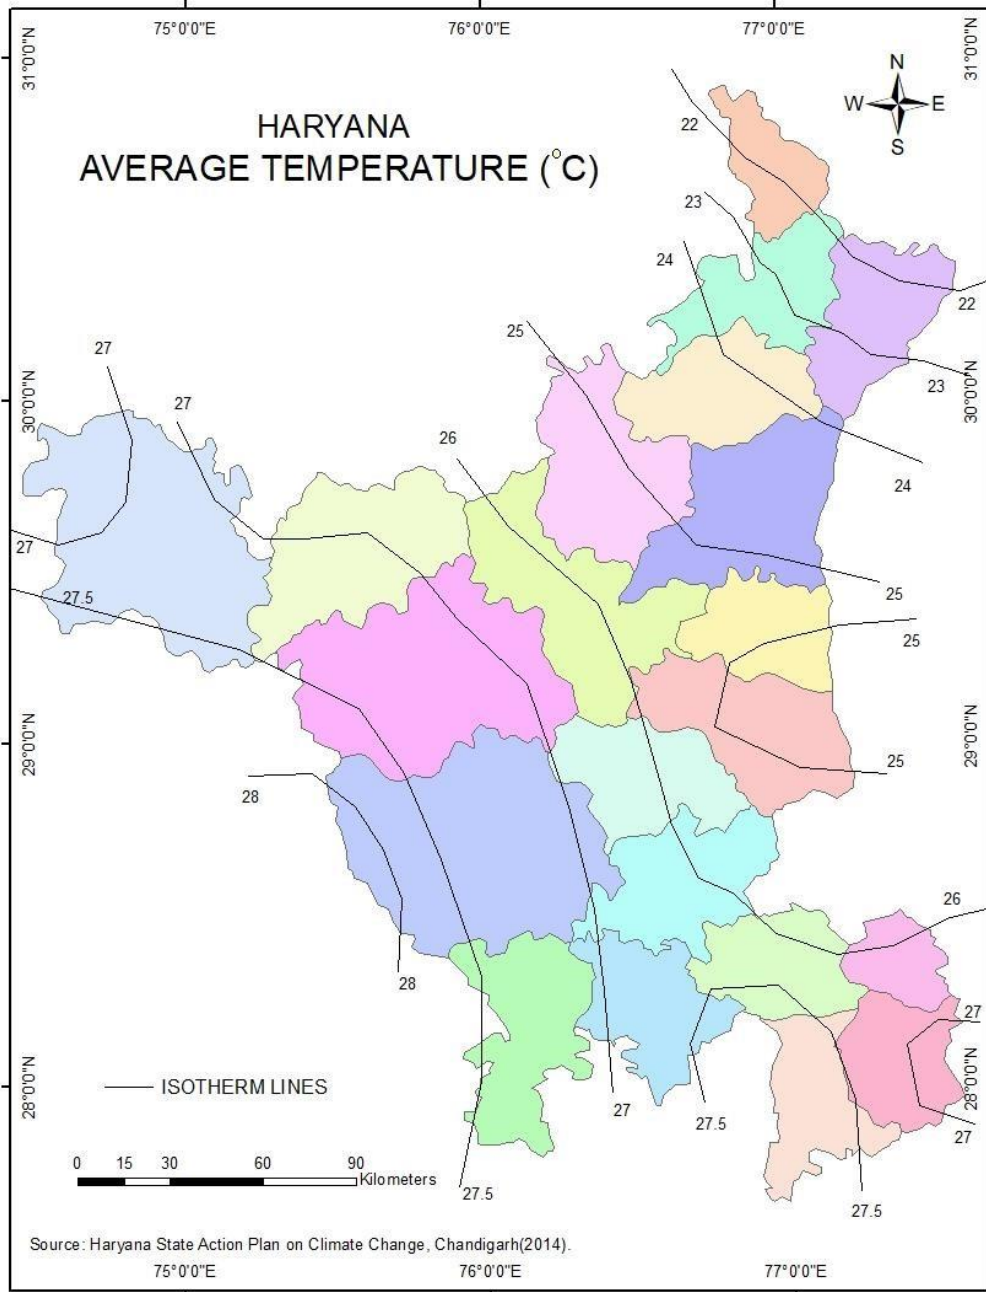 75°0'0"E 76°0'0"E 77°0'0"E
31°0'0"N 31°0'0"N
HARYANA
AVERAGE TEMPERATURE (°C)
N
W E
S
22
23
24
22
25
27
23
27
26
24
27
25
27.5
25
25
28
26
28
27
27
27.5
27
27.5
27.5
30°0'0"N 30°0'0"N
29°0'0"N 29°0'0"N
28°0'0"N 28°0'0"N
ISOTHERM LINES
0 15 30 60 90
Kilometers
Source: Haryana State Action Plan on Climate Change, Chandigarh(2014).
75°0'0"E 76°0'0"E 77°0'0"E